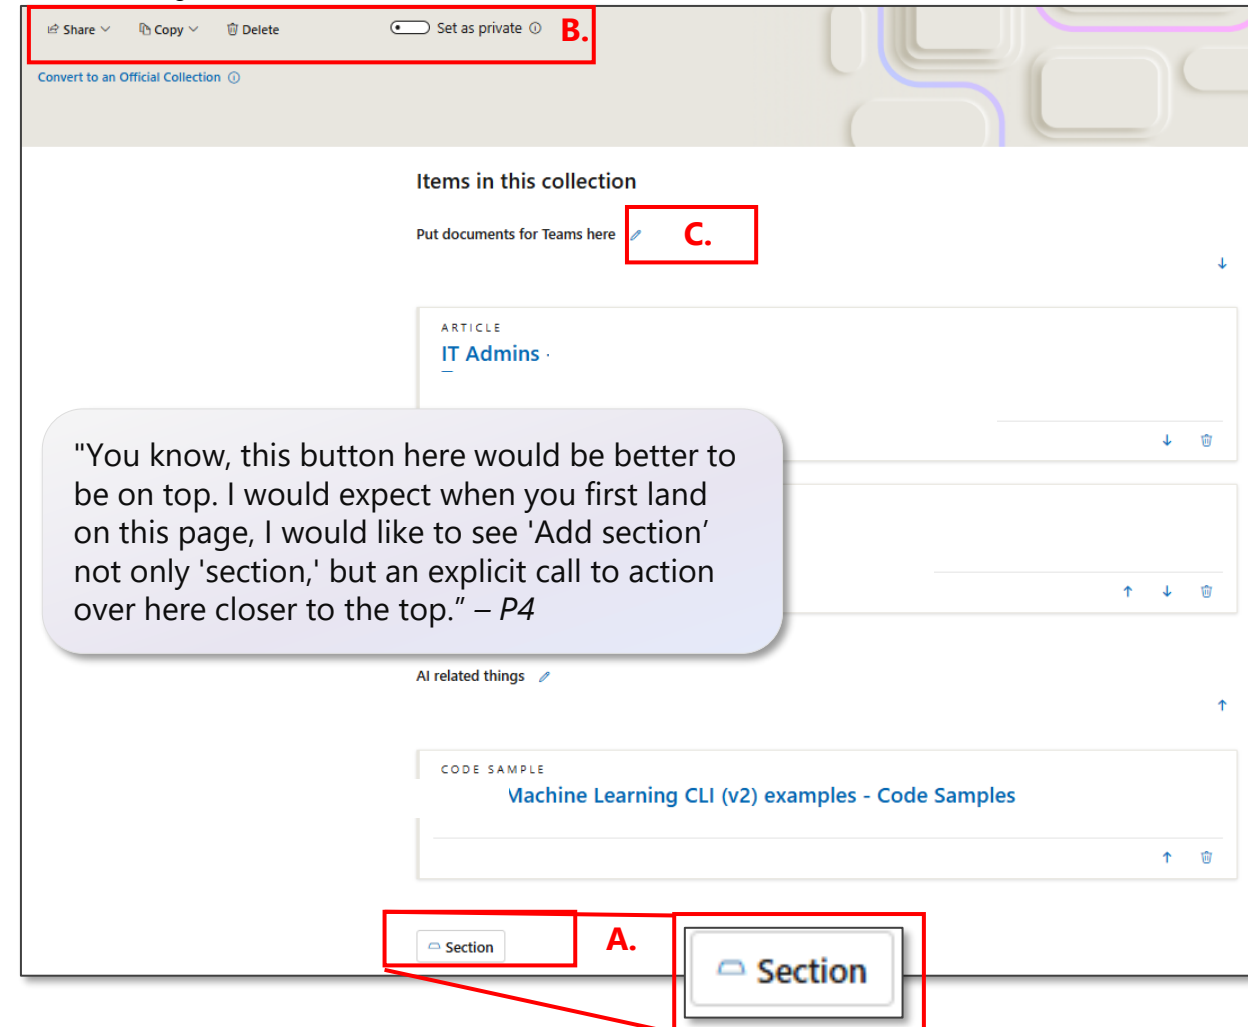 Share Copy Delete Set as private B.
Convert to an Official Collection
Items in this collection
Put documents for Teams here C.
ARTICLE
IT Admins
"You know, this button here would be better to
be on top. I would expect when you first land
on this page, I would like to see 'Add section’
not only 'section,' but an explicit call to action
over here closer to the top.” – P4
AI related things
CODE SAMPLE
Machine Learning CLI (v2) examples - Code Samples
Section A.
Section